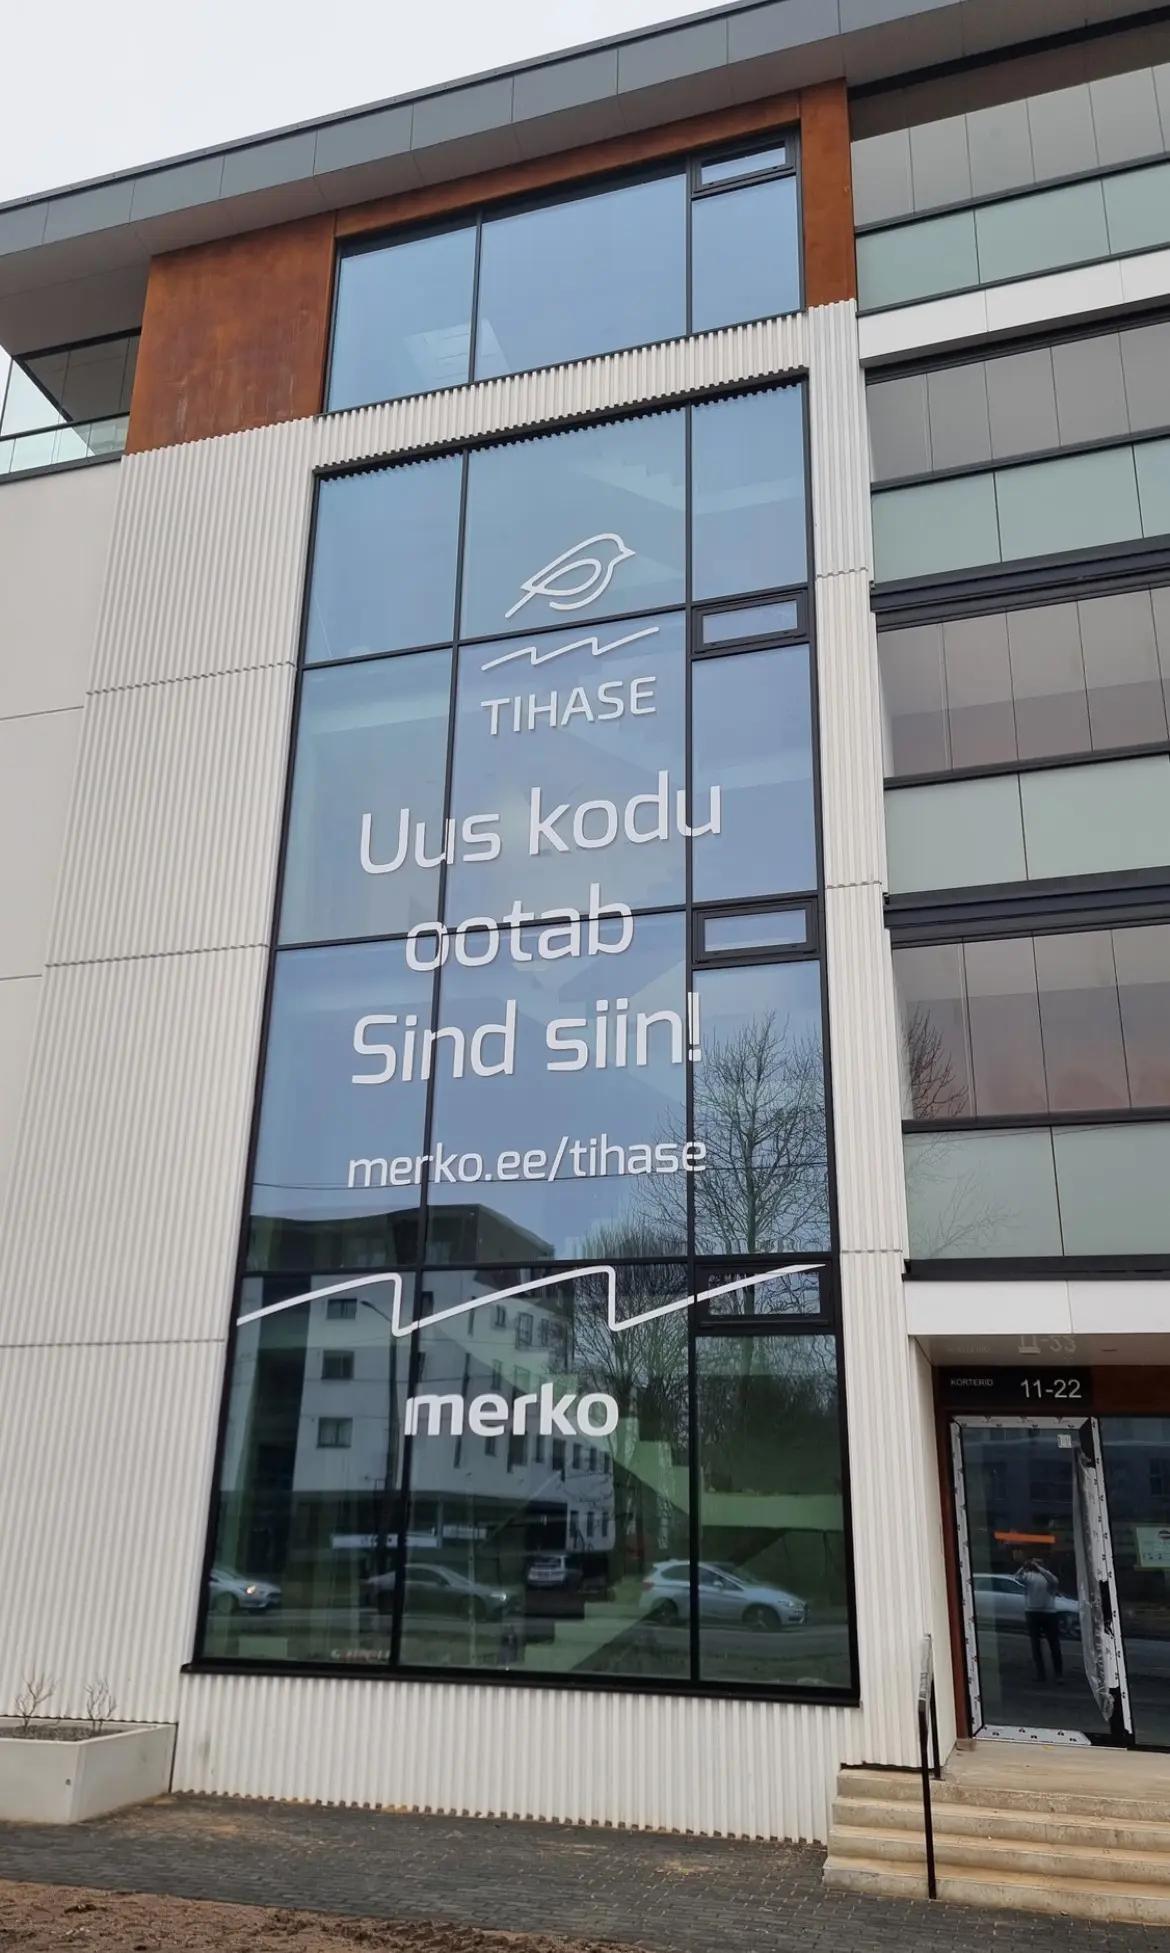 TIHASE
Uus kodu
ootab
Sind siin!
merko.ee/tihase
merko
KORTERID 11-22